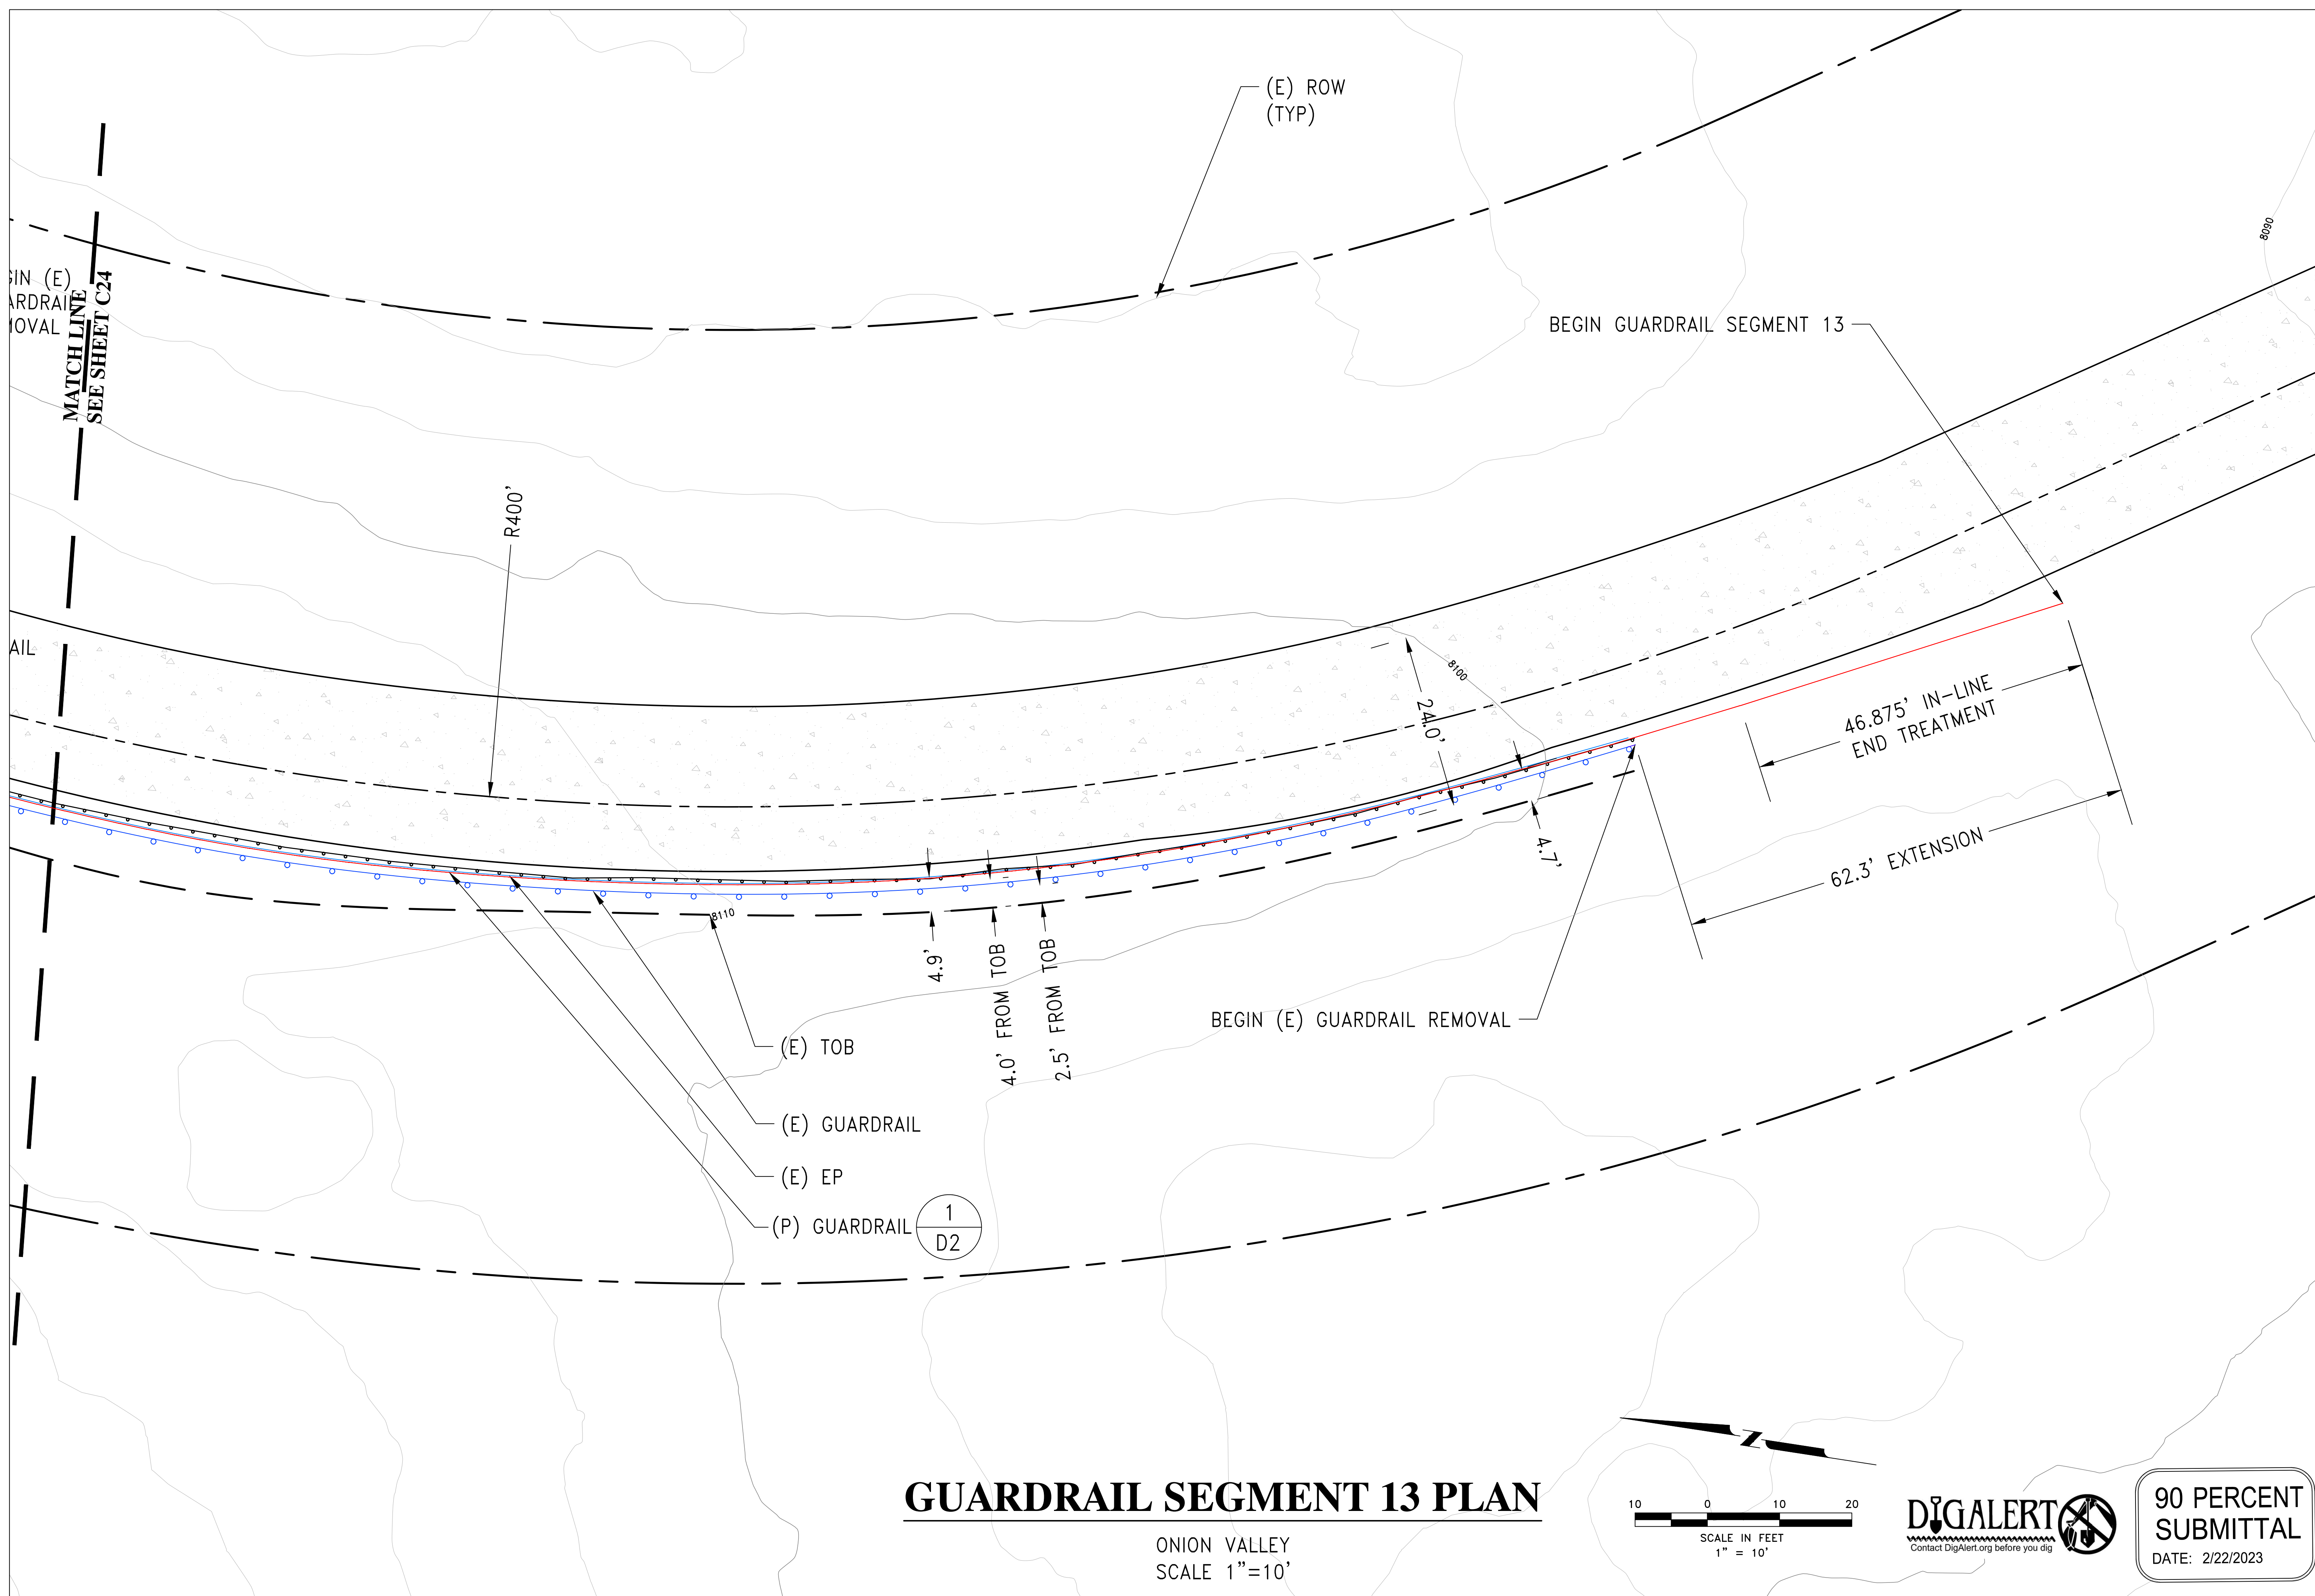 (E) ROW
(TYP)
8090
GIN (E)
ARDRAIL
MOVAL
MATCH LINE
SEE SHEET C24
BEGIN GUARDRAIL SEGMENT 13
R400'
AIL
8100
24.0'
46.875' IN-LINE
END TREATMENT
62.3' EXTENSION
4.7'
8110
4.9'
4.0' FROM TOB
2.5' FROM TOB
BEGIN (E) GUARDRAIL REMOVAL
(E) TOB
(E) GUARDRAIL
(E) EP
(P) GUARDRAIL
1
D2
N
GUARDRAIL SEGMENT 13 PLAN
ONION VALLEY
SCALE 1"=10'
10 0 10 20
SCALE IN FEET
1" = 10'
DIGALERT
Contact DigAlert.org before you dig
90 PERCENT
SUBMITTAL
DATE: 2/22/2023